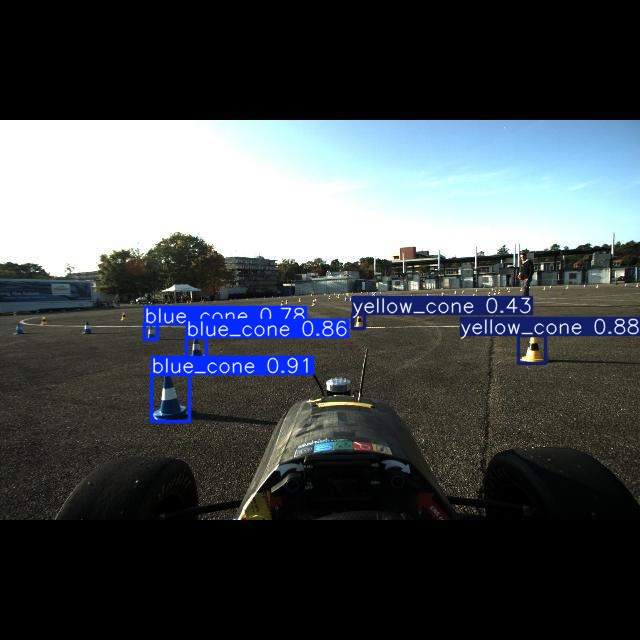 blue_cone 0.78
yellow_cone 0.43
blue_cone 0.86
yellow_cone 0.88
blue_cone 0.91